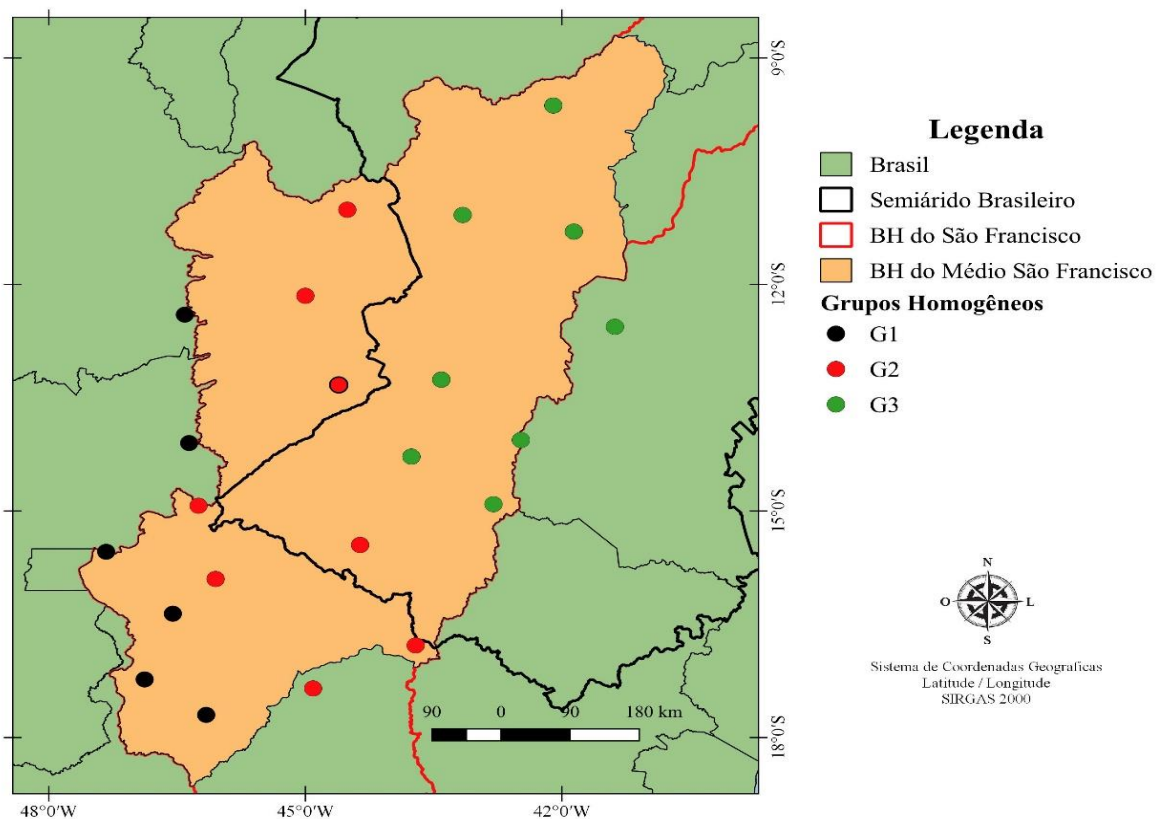 9°0'S
12°0'S
15°0'S
18°0'S
48°0'W
45°0'W
42°0'W
90 0 90 180 km
Legenda
Brasil
Semiárido Brasileiro
BH do São Francisco
BH do Médio São Francisco
Grupos Homogêneos
G1
G2
G3
N
O L
S
Sistema de Coordenadas Geograficas
Latitude / Longitude
SIRGAS 2000